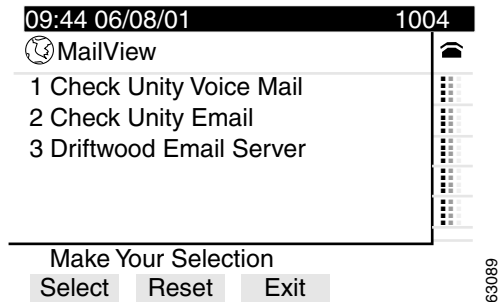 09:44 06/08/01 1004
MailView
1 Check Unity Voice Mail
2 Check Unity Email
3 Driftwood Email Server
Make Your Selection
Select Reset Exit
63089